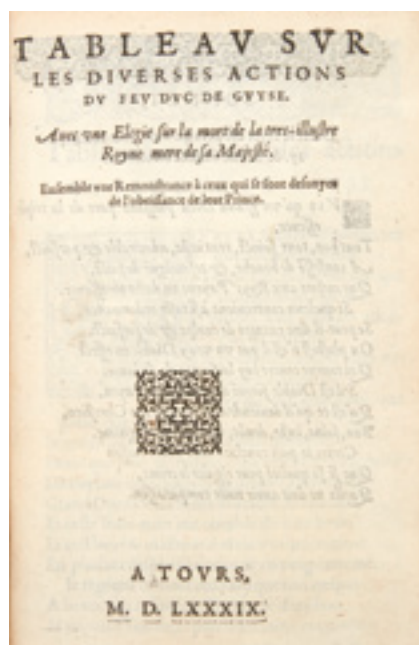 TABLEAV SVR
LES DIVERSES ACTIONS
DV FEV DVC DE GVYSE.
Auec vne Elegie sur la mort de la tres-illustre
Royne mere de sa Majesté.
Ensemble vne Remonstrance à ceux qui se sont desuoyez
de l'obeissance de leur Prince.
A TOVRS,
M. D. LXXXIX.